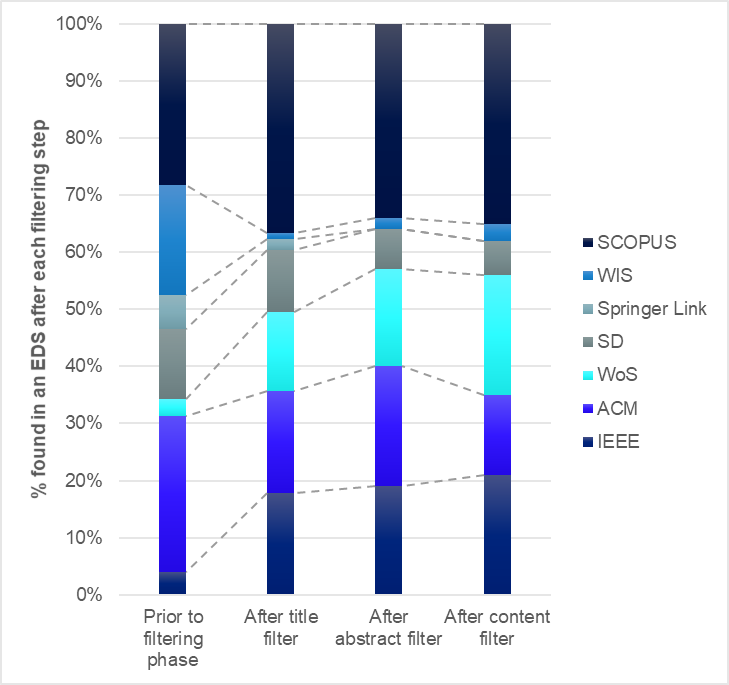 100%
90%
80%
70%
60%
50%
40%
30%
20%
10%
0%
% found in an EDS after each filtering step
Prior to
filtering
phase
After title
filter
After
abstract filter
After content
filter
SCOPUS
WIS
Springer Link
SD
WoS
ACM
IEEE